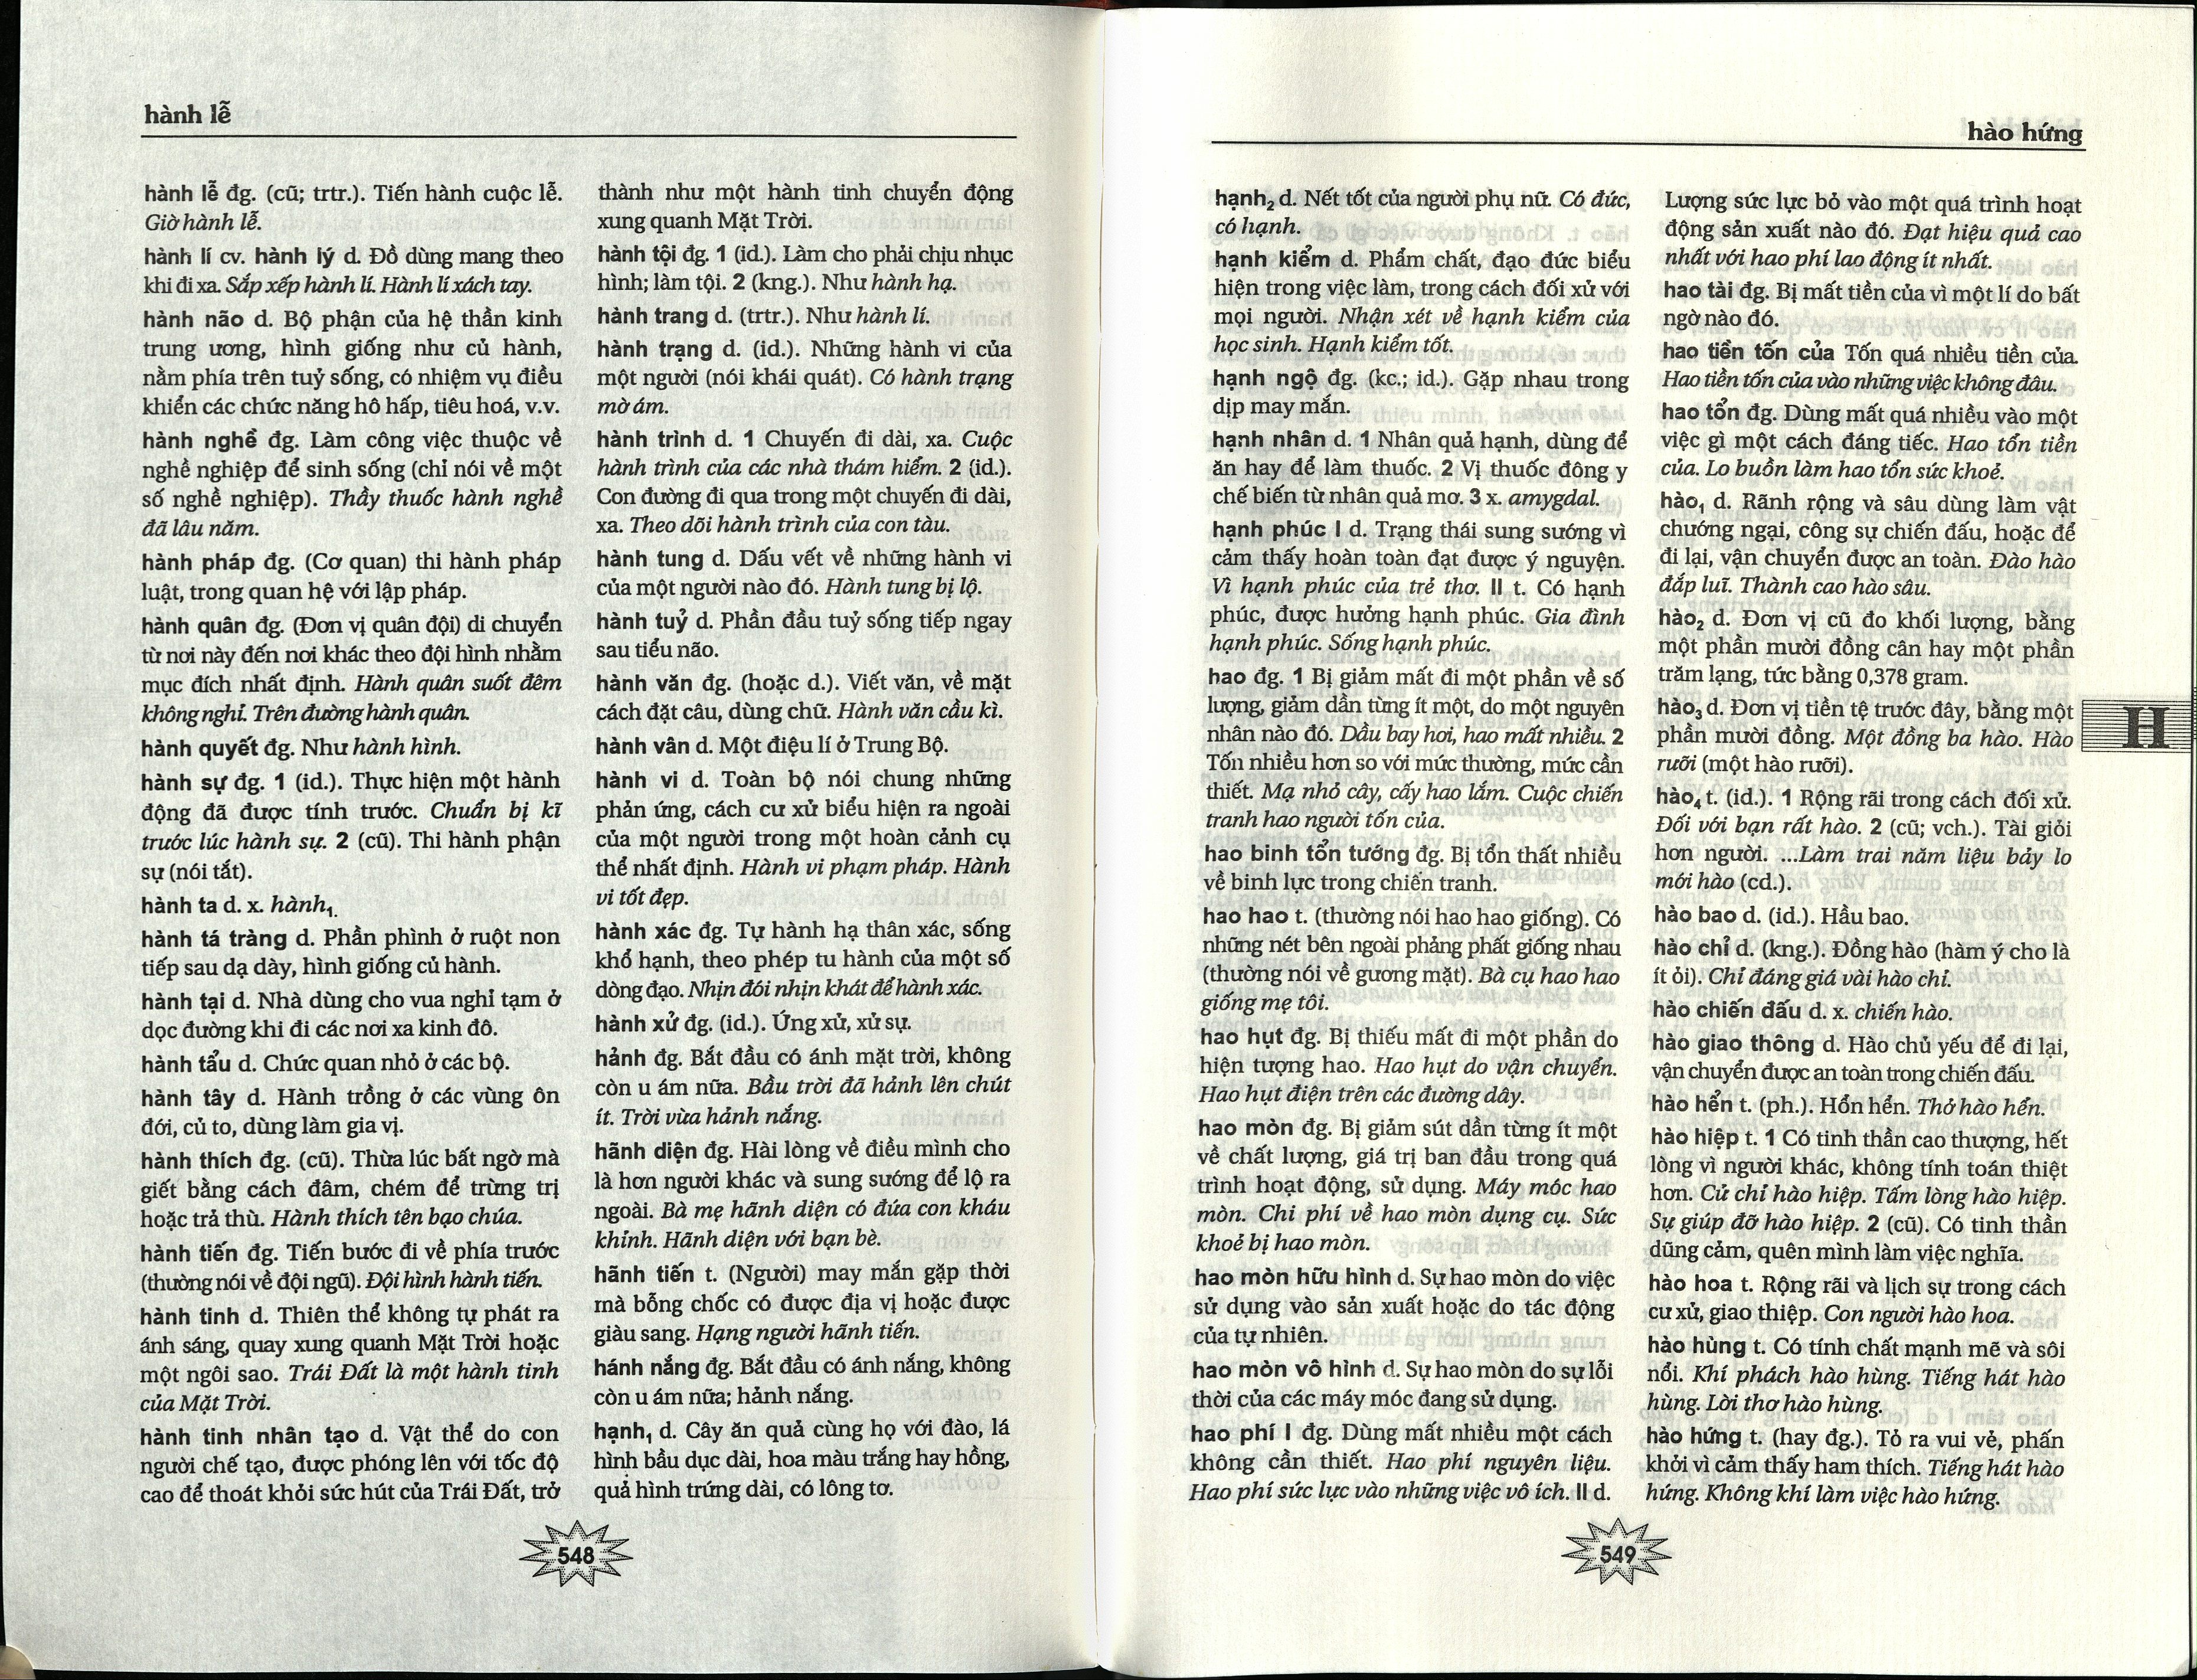 hành lễ
hành lễ đg. (cũ; trtr.). Tiến hành cuộc lễ.
Giờ hành lễ.
hành lí cv. hành lý d. Đồ dùng mang theo
khi đi xa. Sắp xếp hành lí. Hành lí xách tay.
hành não d. Bộ phận của hệ thần kinh
trung ương, hình giống như củ hành,
nằm phía trên tuỷ sống, có nhiệm vụ điều
khiển các chức năng hô hấp, tiêu hoá, v.v.
hành nghề đg. Làm công việc thuộc về
nghề nghiệp để sinh sống (chỉ nói về một
số nghề nghiệp). Thầy thuốc hành nghề
đã lâu năm.
hành pháp đg. (Cơ quan) thi hành pháp
luật, trong quan hệ với lập pháp.
hành quân đg. (Đơn vị quân đội) di chuyển
từ nơi này đến nơi khác theo đội hình nhằm
mục đích nhất định. Hành quân suốt đêm
không nghỉ. Trên đường hành quân.
hành quyết đg. Như hành hình.
hành sự đg. 1 (id.). Thực hiện một hành
động đã được tính trước. Chuẩn bị kĩ
trước lúc hành sự. 2 (cũ). Thi hành phận
sự (nói tắt).
hành ta d. x. hành₁.
hành tá tràng d. Phần phình ở ruột non
tiếp sau dạ dày, hình giống củ hành.
hành tại d. Nhà dùng cho vua nghỉ tạm ở
dọc đường khi đi các nơi xa kinh đô.
hành tẩu d. Chức quan nhỏ ở các bộ.
hành tây d. Hành trồng ở các vùng ôn
đới, củ to, dùng làm gia vị.
hành thích đg. (cũ). Thừa lúc bất ngờ mà
giết bằng cách đâm, chém để trừng trị
hoặc trả thù. Hành thích tên bạo chúa.
hành tiến đg. Tiến bước đi về phía trước
(thường nói về đội ngũ). Đội hình hành tiến.
hành tinh d. Thiên thể không tự phát ra
ánh sáng, quay xung quanh Mặt Trời hoặc
một ngôi sao. Trái Đất là một hành tinh
của Mặt Trời.
hành tinh nhân tạo d. Vật thể do con
người chế tạo, được phóng lên với tốc độ
cao để thoát khỏi sức hút của Trái Đất, trở
thành như một hành tinh chuyển động
xung quanh Mặt Trời.
hành tội đg. 1 (id.). Làm cho phải chịu nhục
hình; làm tội. 2 (kng.). Như hành hạ.
hành trang d. (trtr.). Như hành lí.
hành trạng d. (id.). Những hành vi của
một người (nói khái quát). Có hành trạng
mờ ám.
hành trình d. 1 Chuyến đi dài, xa. Cuộc
hành trình của các nhà thám hiểm. 2 (id.).
Con đường đi qua trong một chuyến đi dài,
xa. Theo dõi hành trình của con tàu.
hành tung d. Dấu vết về những hành vi
của một người nào đó. Hành tung bị lộ.
hành tuỷ d. Phần đầu tuỷ sống tiếp ngay
sau tiểu não.
hành văn đg. (hoặc d.). Viết văn, về mặt
cách đặt câu, dùng chữ. Hành văn cầu kì.
hành vân d. Một điệu lí ở Trung Bộ.
hành vi d. Toàn bộ nói chung những
phản ứng, cách cư xử biểu hiện ra ngoài
của một người trong một hoàn cảnh cụ
thể nhất định. Hành vi phạm pháp. Hành
vi tốt đẹp.
hành xác đg. Tự hành hạ thân xác, sống
khổ hạnh, theo phép tu hành của một số
dòng đạo. Nhịn đói nhịn khát để hành xác.
hành xử đg. (id.). Ứng xử, xử sự.
hảnh đg. Bắt đầu có ánh mặt trời, không
còn u ám nữa. Bầu trời đã hảnh lên chút
ít. Trời vừa hảnh nắng.
hãnh diện đg. Hài lòng về điều mình cho
là hơn người khác và sung sướng để lộ ra
ngoài. Bà mẹ hãnh diện có đứa con kháu
khỉnh. Hãnh diện với bạn bè.
hãnh tiến t. (Người) may mắn gặp thời
mà bỗng chốc có được địa vị hoặc được
giàu sang. Hạng người hãnh tiến.
hánh nắng đg. Bắt đầu có ánh nắng, không
còn u ám nữa; hảnh nắng.
hạnh₁ d. Cây ăn quả cùng họ với đào, lá
hình bầu dục dài, hoa màu trắng hay hồng,
quả hình trứng dài, có lông tơ.
548
hào hứng
hạnh₂ d. Nết tốt của người phụ nữ. Có đức,
có hạnh.
hạnh kiểm d. Phẩm chất, đạo đức biểu
hiện trong việc làm, trong cách đối xử với
mọi người. Nhận xét về hạnh kiểm của
học sinh. Hạnh kiểm tốt.
hạnh ngộ đg. (kc.; id.). Gặp nhau trong
dịp may mắn.
hạnh nhân d. 1 Nhân quả hạnh, dùng để
ăn hay để làm thuốc. 2 Vị thuốc đông y
chế biến từ nhân quả mơ. 3 x. amygdal.
hạnh phúc I d. Trạng thái sung sướng vì
cảm thấy hoàn toàn đạt được ý nguyện.
Vì hạnh phúc của trẻ thơ. II t. Có hạnh
phúc, được hưởng hạnh phúc. Gia đình
hạnh phúc. Sống hạnh phúc.
hao đg. 1 Bị giảm mất đi một phần về số
lượng, giảm dần từng ít một, do một nguyên
nhân nào đó. Dầu bay hơi, hao mất nhiều. 2
Tốn nhiều hơn so với mức thường, mức cần
thiết. Mạ nhỏ cây, cấy hao lắm. Cuộc chiến
tranh hao người tốn của.
hao binh tổn tướng đg. Bị tổn thất nhiều
về binh lực trong chiến tranh.
hao hao t. (thường nói hao hao giống). Có
những nét bên ngoài phảng phất giống nhau
(thường nói về gương mặt). Bà cụ hao hao
giống mẹ tôi.
hao hụt đg. Bị thiếu mất đi một phần do
hiện tượng hao. Hao hụt do vận chuyển.
Hao hụt điện trên các đường dây.
hao mòn đg. Bị giảm sút dần từng ít một
về chất lượng, giá trị ban đầu trong quá
trình hoạt động, sử dụng. Máy móc hao
mòn. Chi phí về hao mòn dụng cụ. Sức
khoẻ bị hao mòn.
hao mòn hữu hình d. Sự hao mòn do việc
sử dụng vào sản xuất hoặc do tác động
của tự nhiên.
hao mòn vô hình d. Sự hao mòn do sự lỗi
thời của các máy móc đang sử dụng.
hao phí I đg. Dùng mất nhiều một cách
không cần thiết. Hao phí nguyên liệu.
Hao phí sức lực vào những việc vô ích. II d.
Lượng sức lực bỏ vào một quá trình hoạt
động sản xuất nào đó. Đạt hiệu quả cao
nhất với hao phí lao động ít nhất.
hao tài đg. Bị mất tiền của vì một lí do bất
ngờ nào đó.
hao tiền tốn của Tốn quá nhiều tiền của.
Hao tiền tốn của vào những việc không đâu.
hao tổn đg. Dùng mất quá nhiều vào một
việc gì một cách đáng tiếc. Hao tổn tiền
của. Lo buồn làm hao tổn sức khoẻ.
hào₁ d. Rãnh rộng và sâu dùng làm vật
chướng ngại, công sự chiến đấu, hoặc để
đi lại, vận chuyển được an toàn. Đào hào
đắp luĩ. Thành cao hào sâu.
hào₂ d. Đơn vị cũ đo khối lượng, bằng
một phần mười đồng cân hay một phần
trăm lạng, tức bằng 0,378 gram.
hào₃ d. Đơn vị tiền tệ trước đây, bằng một
phần mười đồng. Một đồng ba hào. Hào
rưỡi (một hào rưỡi).
hào₄ t. (id.). 1 Rộng rãi trong cách đối xử.
Đối với bạn rất hào. 2 (cũ; vch.). Tài giỏi
hơn người. ...Làm trai năm liệu bảy lo
mới hào (cd.).
hào bao d. (id.). Hầu bao.
hào chỉ d. (kng.). Đồng hào (hàm ý cho là
ít ỏi). Chỉ đáng giá vài hào chỉ.
hào chiến đấu d. x. chiến hào.
hào giao thông d. Hào chủ yếu để đi lại,
vận chuyển được an toàn trong chiến đấu.
hào hển t. (ph.). Hổn hển. Thở hào hển.
hào hiệp t. 1 Có tinh thần cao thượng, hết
lòng vì người khác, không tính toán thiệt
hơn. Cử chỉ hào hiệp. Tấm lòng hào hiệp.
Sự giúp đỡ hào hiệp. 2 (cũ). Có tinh thần
dũng cảm, quên mình làm việc nghĩa.
hào hoa t. Rộng rãi và lịch sự trong cách
cư xử, giao thiệp. Con người hào hoa.
hào hùng t. Có tính chất mạnh mẽ và sôi
nổi. Khí phách hào hùng. Tiếng hát hào
hùng. Lời thơ hào hùng.
hào hứng t. (hay đg.). Tỏ ra vui vẻ, phấn
khởi vì cảm thấy ham thích. Tiếng hát hào
hứng. Không khí làm việc hào hứng.
H
549